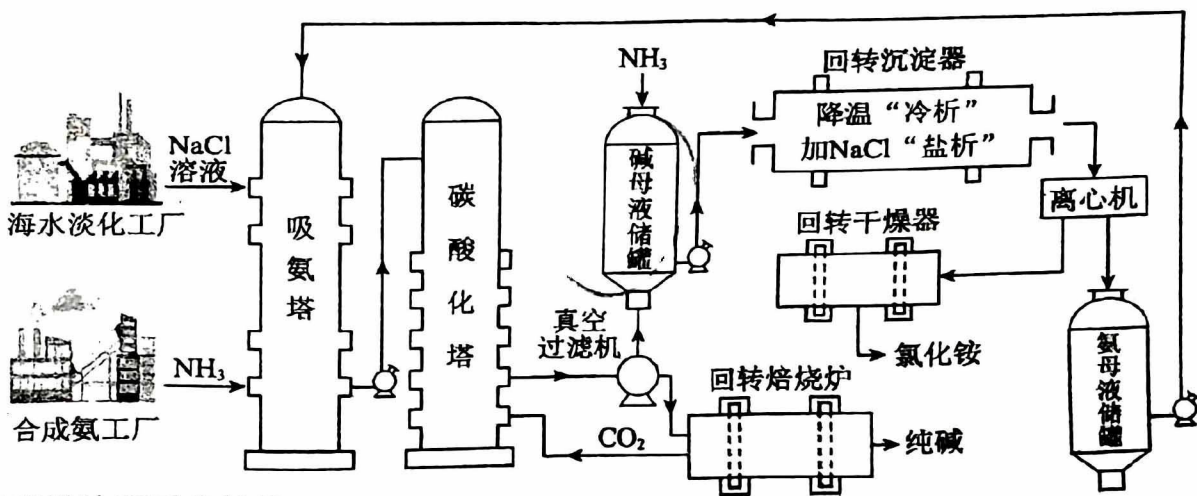 NaCl
溶液
海水淡化工厂
NH₃
合成氨工厂
吸氨塔
碳酸化塔
CO₂
真空
过滤机
NH₃
碱母液储罐
回转沉淀器
降温“冷析”
加NaCl“盐析”
离心机
回转干燥器
氯化铵
回转焙烧炉
纯碱
氨母液储罐